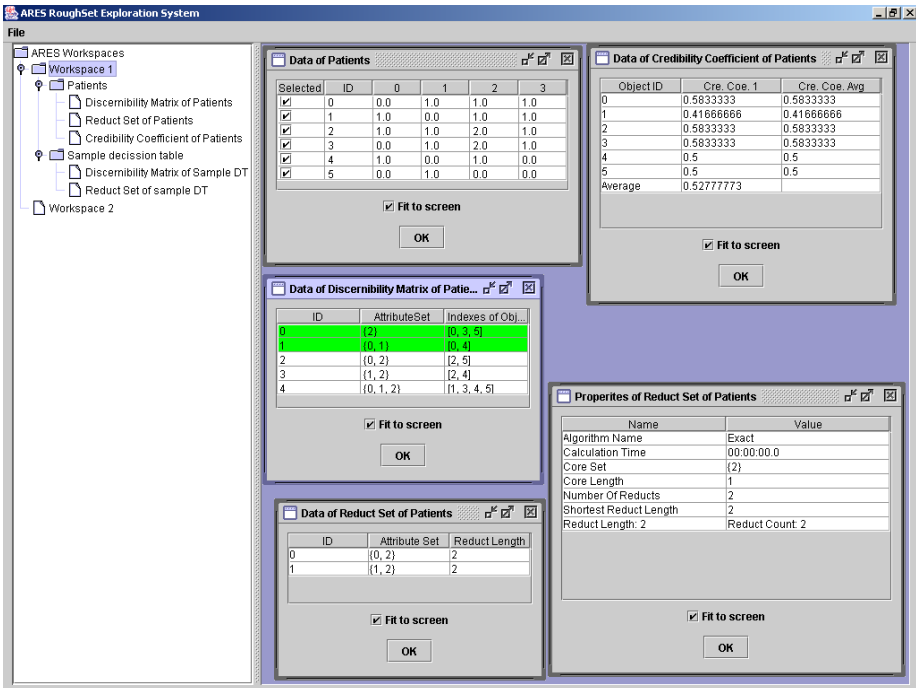 ARES RoughSet Exploration System
File
ARES Workspaces
Workspace 1
Patients
Discernibility Matrix of Patients
Reduct Set of Patients
Credibility Coefficient of Patients
Sample decission table
Discernibility Matrix of Sample DT
Reduct Set of sample DT
Workspace 2
Data of Patients
Selected ID 0 1 2 3
0 0.0 1.0 1.0 1.0
1 1.0 0.0 1.0 1.0
2 1.0 1.0 2.0 1.0
3 0.0 1.0 2.0 1.0
4 1.0 0.0 1.0 0.0
5 0.0 1.0 0.0 0.0
Fit to screen
OK
Data of Credibility Coefficient of Patients
Object ID Cre. Coe. 1 Cre. Coe. Avg
0 0.5833333 0.5833333
1 0.41666666 0.41666666
2 0.5833333 0.5833333
3 0.5833333 0.5833333
4 0.5 0.5
5 0.5 0.5
Average 0.52777773
Fit to screen
OK
Data of Discernibility Matrix of Patie...
ID AttributeSet Indexes of Obj...
0 {2} [0, 3, 5]
1 {0, 1} [0, 4]
2 {0, 2} [2, 5]
3 {1, 2} [2, 4]
4 {0, 1, 2} [1, 3, 4, 5]
Fit to screen
OK
Properites of Reduct Set of Patients
Name Value
Algorithm Name Exact
Calculation Time 00:00:00.0
Core Set {2}
Core Length 1
Number Of Reducts 2
Shortest Reduct Length 2
Reduct Length: 2 Reduct Count: 2
Fit to screen
OK
Data of Reduct Set of Patients
ID Attribute Set Reduct Length
0 {0, 2} 2
1 {1, 2} 2
Fit to screen
OK